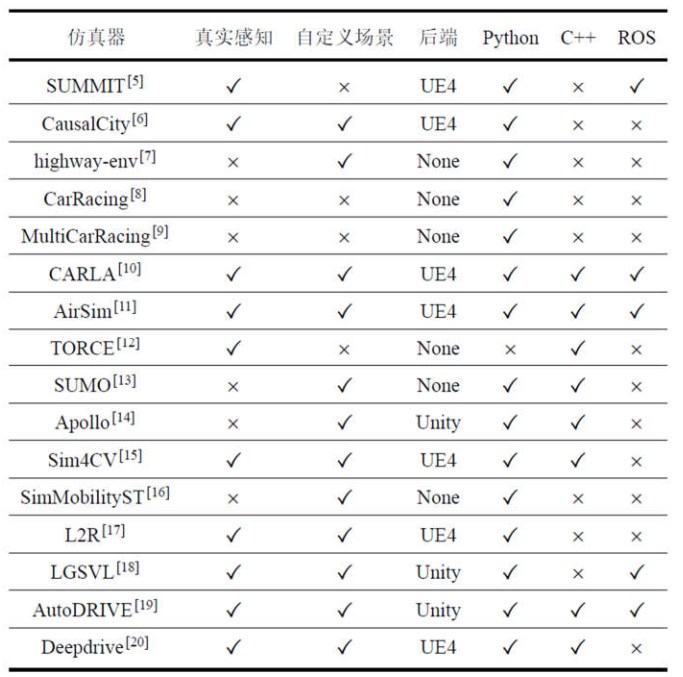 仿真器 真实感知 自定义场景 后端 Python C++ ROS
SUMMIT[5] ✓ × UE4 ✓ × ✓
CausalCity[6] ✓ ✓ UE4 ✓ × ×
highway-env[7] × ✓ None ✓ × ×
CarRacing[8] × × None ✓ × ×
MultiCarRacing[9] × × None ✓ × ×
CARLA[10] ✓ ✓ UE4 ✓ ✓ ✓
AirSim[11] ✓ ✓ UE4 ✓ ✓ ✓
TORCE[12] ✓ × None × ✓ ×
SUMO[13] × ✓ None ✓ ✓ ×
Apollo[14] × ✓ Unity ✓ ✓ ×
Sim4CV[15] ✓ ✓ UE4 ✓ ✓ ×
SimMobilityST[16] × ✓ None ✓ × ×
L2R[17] ✓ ✓ UE4 ✓ × ×
LGSVL[18] ✓ ✓ Unity ✓ × ✓
AutoDRIVE[19] ✓ ✓ Unity ✓ ✓ ✓
Deepdrive[20] ✓ ✓ UE4 ✓ ✓ ×